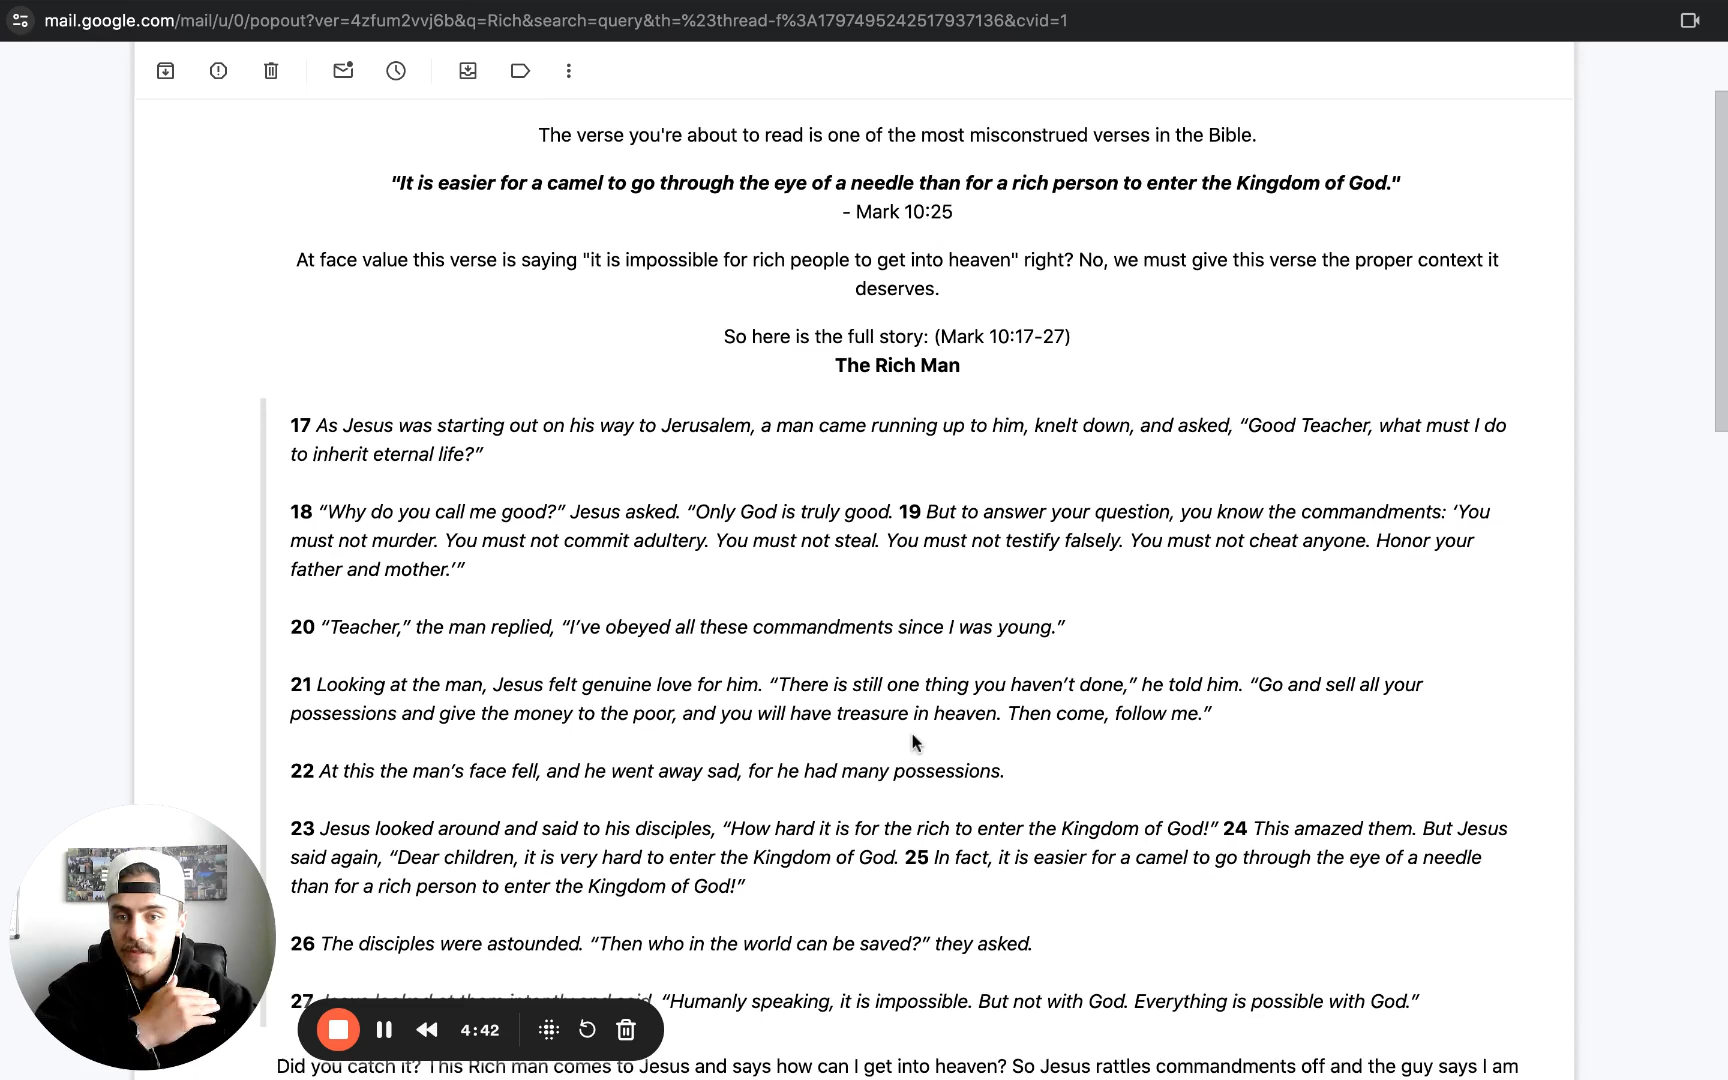 mail.google.com/mail/u/0/popout?ver=4zfum2vvj6b&q=Rich&search=query&th=%23thread-f%3A1797495242517937136&cvid=1
The verse you're about to read is one of the most misconstrued verses in the Bible.
"It is easier for a camel to go through the eye of a needle than for a rich person to enter the Kingdom of God."
- Mark 10:25
At face value this verse is saying "it is impossible for rich people to get into heaven" right? No, we must give this verse the proper context it
deserves.
So here is the full story: (Mark 10:17-27)
The Rich Man
17 As Jesus was starting out on his way to Jerusalem, a man came running up to him, knelt down, and asked, “Good Teacher, what must I do
to inherit eternal life?”
18 “Why do you call me good?” Jesus asked. “Only God is truly good. 19 But to answer your question, you know the commandments: ‘You
must not murder. You must not commit adultery. You must not steal. You must not testify falsely. You must not cheat anyone. Honor your
father and mother.’”
20 “Teacher,” the man replied, “I’ve obeyed all these commandments since I was young.”
21 Looking at the man, Jesus felt genuine love for him. “There is still one thing you haven’t done,” he told him. “Go and sell all your
possessions and give the money to the poor, and you will have treasure in heaven. Then come, follow me.”
22 At this the man’s face fell, and he went away sad, for he had many possessions.
23 Jesus looked around and said to his disciples, “How hard it is for the rich to enter the Kingdom of God!” 24 This amazed them. But Jesus
said again, “Dear children, it is very hard to enter the Kingdom of God. 25 In fact, it is easier for a camel to go through the eye of a needle
than for a rich person to enter the Kingdom of God!”
26 The disciples were astounded. “Then who in the world can be saved?” they asked.
27 “Humanly speaking, it is impossible. But not with God. Everything is possible with God.”
4:42
Did you catch it? This Rich man comes to Jesus and says how can I get into heaven? So Jesus rattles commandments off and the guy says I am